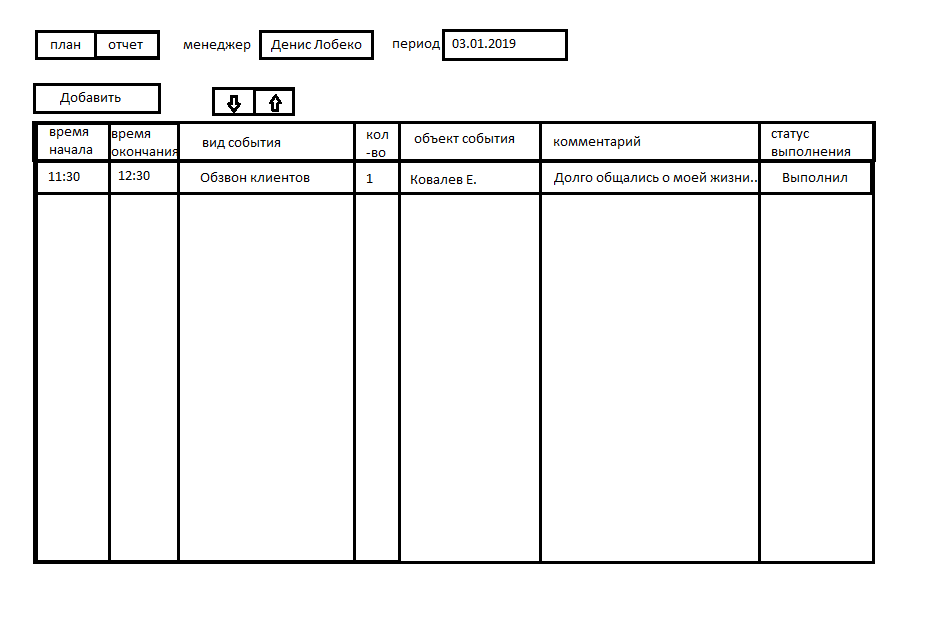 план отчет менеджер Денис Лобеко период 03.01.2019
Добавить
время начала
время окончания
вид события
кол-во
объект события
комментарий
статус выполнения
11:30 12:30 Обзвон клиентов 1 Ковалев Е. Долго общались о моей жизни.. Выполнил